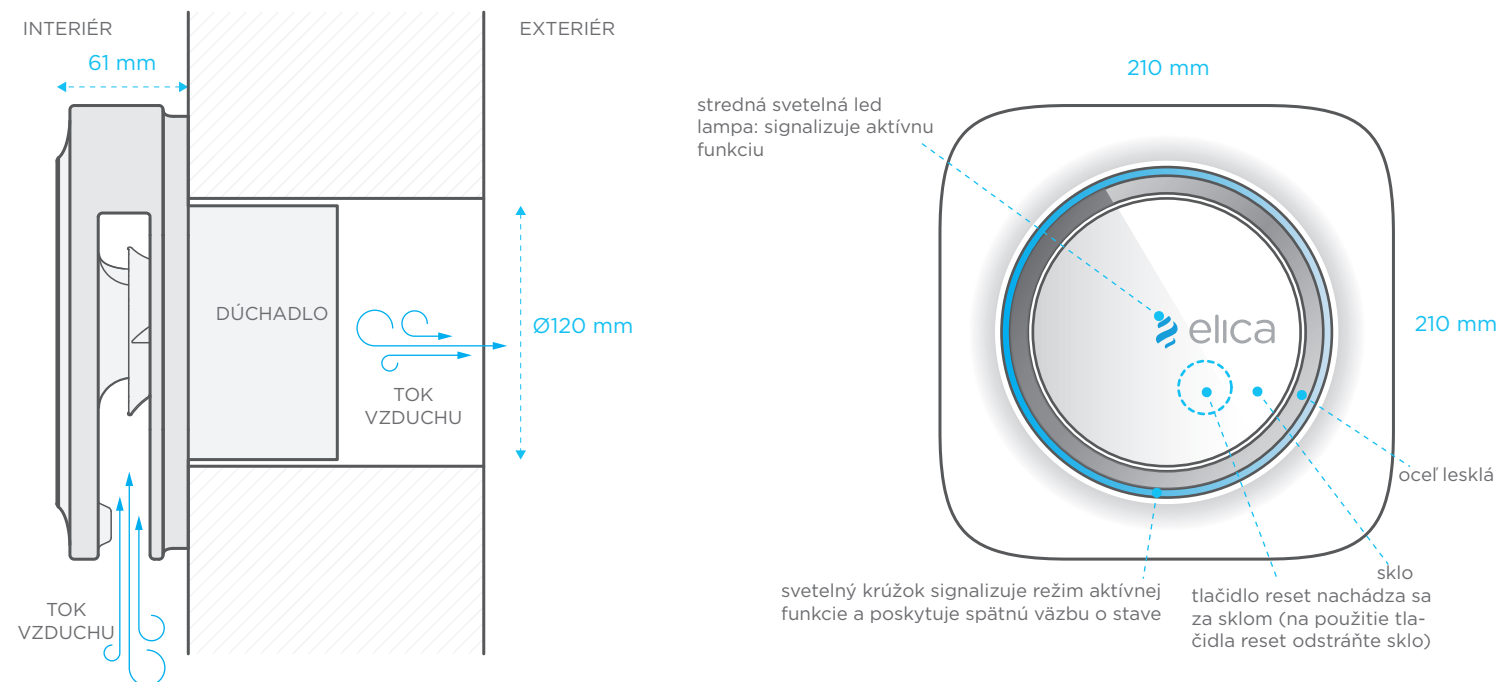 INTERIÉR
EXTERIÉR
61 mm
DÚCHADLO
Ø120 mm
TOK
VZDUCHU
TOK
VZDUCHU
210 mm
stredná svetelná led
lampa: signalizuje aktívnu
funkciu
elica
210 mm
oceľ lesklá
sklo
svetelný krúžok signalizuje režim aktívnej
funkcie a poskytuje spätnú väzbu o stave
tlačidlo reset nachádza sa
za sklom (na použitie tla-
čidla reset odstráňte sklo)